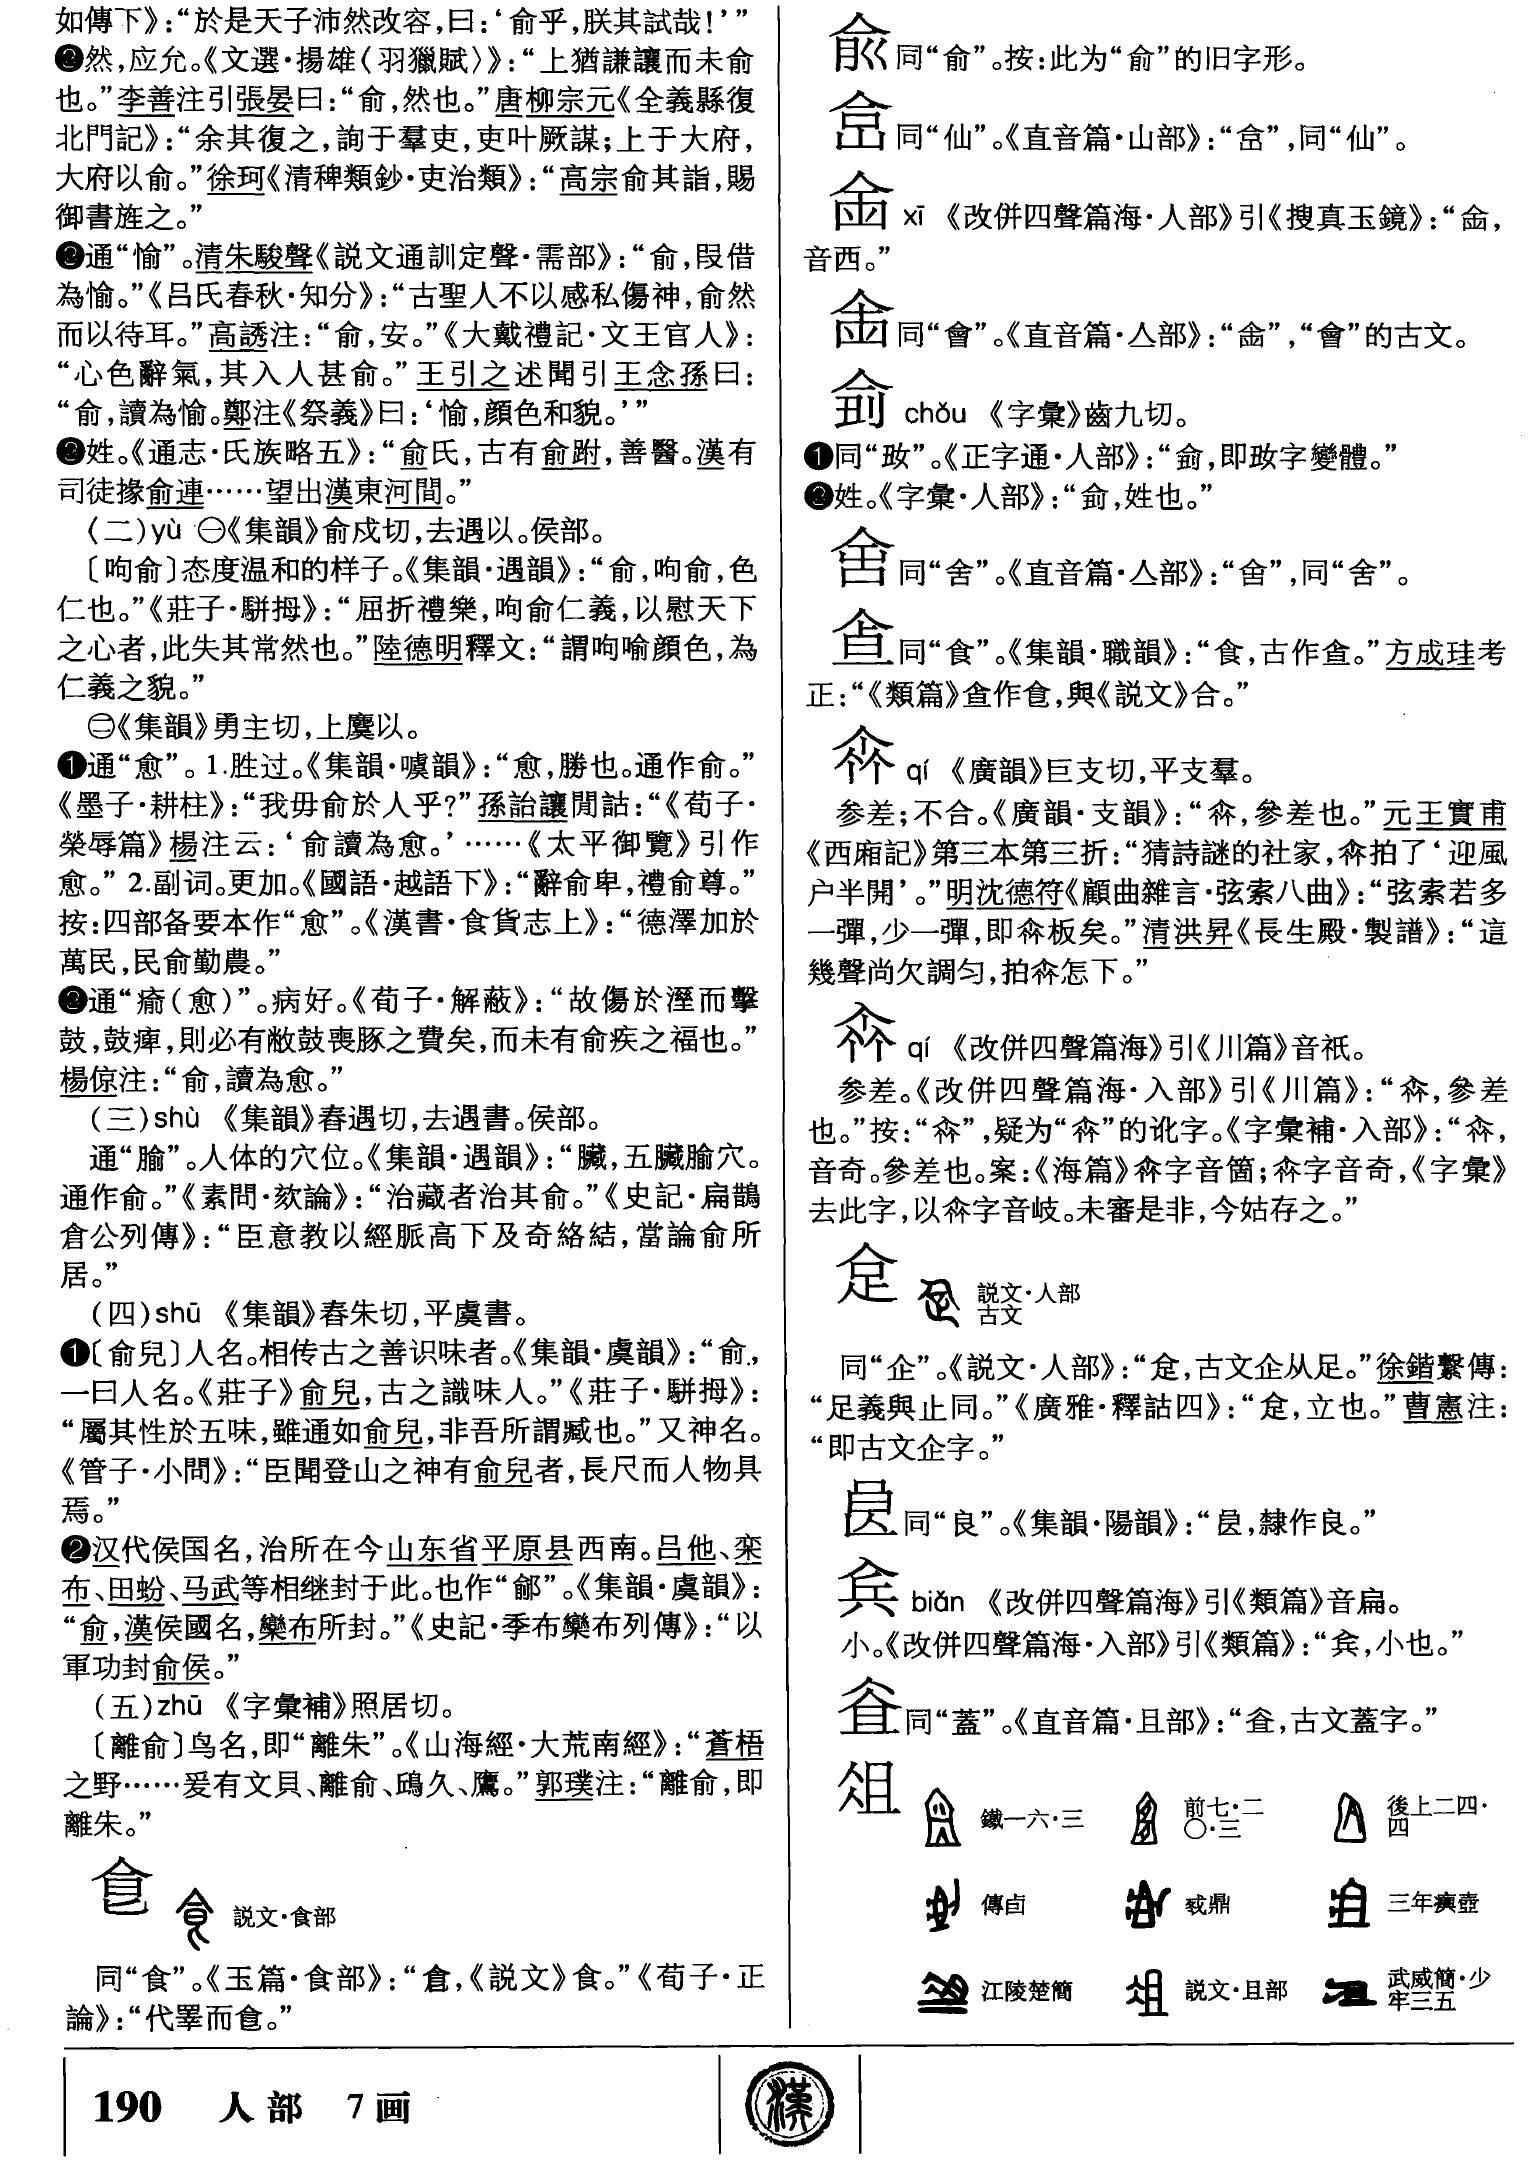 如傳下》：“於是天子沛然改容，曰：‘俞乎，朕其試哉！’”
❷然，应允。《文選·揚雄〈羽獵賦〉》：“上猶謙讓而未俞
也。”李善注引張晏曰：“俞，然也。”唐柳宗元《全義縣復
北門記》：“余其復之，詢于羣吏，吏叶厥謀；上于大府，
大府以俞。”徐珂《清稗類鈔·吏治類》：“高宗俞其詣，賜
御書旌之。”
通“愉”。清朱駿聲《説文通訓定聲·需部》：“俞，叚借
為愉。”《吕氏春秋·知分》：“古聖人不以感私傷神，俞然
而以待耳。”高誘注：“俞，安。”《大戴禮記·文王官人》：
“心色辭氣，其入人甚俞。”王引之述聞引王念孫曰：
“俞，讀為愉。鄭注《祭義》曰：‘愉，顔色和貌。’”
姓。《通志·氏族略五》：“俞氏，古有俞跗，善醫。漢有
司徒掾俞連……望出漢東河間。”
（二）yù ㊀《集韻》俞戍切，去遇以。侯部。
〔呴俞〕态度温和的样子。《集韻·遇韻》：“俞，呴俞，色
仁也。”《莊子·駢拇》：“屈折禮樂，呴俞仁義，以慰天下
之心者，此失其常然也。”陸德明釋文：“謂呴喻顔色，為
仁義之貌。”
㊁《集韻》勇主切，上麌以。
❶通“愈”。1.胜过。《集韻·噳韻》：“愈，勝也。通作俞。”
《墨子·耕柱》：“我毋俞於人乎？”孫詒讓閒詁：“《荀子·
榮辱篇》楊注云：‘俞讀為愈。’……《太平御覽》引作
愈。” 2.副词。更加。《國語·越語下》：“辭俞卑，禮俞尊。”
按：四部备要本作“愈”。《漢書·食貨志上》：“德澤加於
萬民，民俞勤農。”
❷通“瘉（愈）”。病好。《荀子·解蔽》：“故傷於溼而擊
鼓，鼓痺，則必有敝鼓喪豚之費矣，而未有俞疾之福也。”
楊倞注：“俞，讀為愈。”
（三）shù 《集韻》舂遇切，去遇書。侯部。
通“腧”。人体的穴位。《集韻·遇韻》：“臟，五臟腧穴。
通作俞。”《素問·欬論》：“治藏者治其俞。”《史記·扁鵲
倉公列傳》：“臣意教以經脈高下及奇絡結，當論俞所
居。”
（四）shū 《集韻》舂朱切，平虞書。
❶〔俞兒〕人名。相传古之善识味者。《集韻·虞韻》：“俞，
一曰人名。《莊子》俞兒，古之識味人。”《莊子·駢拇》：
“屬其性於五味，雖通如俞兒，非吾所謂臧也。”又神名。
《管子·小問》：“臣聞登山之神有俞兒者，長尺而人物具
焉。”
❷汉代侯国名，治所在今山东省平原县西南。吕他、栾
布、田蚡、马武等相继封于此。也作“鄃”。《集韻·虞韻》：
“俞，漢侯國名，欒布所封。”《史記·季布欒布列傳》：“以
軍功封俞侯。”
（五）zhū 《字彙補》照居切。
〔離俞〕鸟名，即“離朱”。《山海經·大荒南經》：“蒼梧
之野……爰有文貝、離俞、鴟久、鷹。”郭璞注：“離俞，即
離朱。”
飠 説文·食部
同“食”。《玉篇·食部》：“，《説文》食。”《荀子·正
論》：“代睪而。”
兪同“俞”。按：此为“俞”的旧字形。
同“仙”。《直音篇·山部》：“”，同“仙”。
xī 《改併四聲篇海·人部》引《搜真玉鏡》：“，
音西。”
同“會”。《直音篇·亼部》：“”，“會”的古文。
chǒu 《字彙》齒九切。
❶同“㺵”。《正字通·人部》：“，即字變體。”
❷姓。《字彙·人部》：“，姓也。”
同“舍”。《直音篇·亼部》：“”，同“舍”。
同“食”。《集韻·職韻》：“食，古作。”方成珪考
正：“《類篇》作，與《説文》合。”
qí 《廣韻》巨支切，平支羣。
参差；不合。《廣韻·支韻》：“，參差也。”元王實甫
《西廂記》第三本第三折：“猜詩謎的社家，拍了‘迎風
户半開’。”明沈德符《顧曲雜言·弦索八曲》：“弦索若多
一彈，少一彈，即板矣。”清洪昇《長生殿·製譜》：“這
幾聲尚欠調匀，拍怎下。”
qí 《改併四聲篇海》引《川篇》音祇。
参差。《改併四聲篇海·入部》引《川篇》：“，參差
也。”按：“”，疑为“”的讹字。《字彙補·入部》：“，
音奇。參差也。案：《海篇》字音箇；字音奇，《字彙》
去此字，以字音岐。未審是非，今姑存之。”
説文·人部
古文
同“企”。《説文·人部》：“，古文企从足。”徐鍇繫傳：
“足義與止同。”《廣雅·釋詁四》：“，立也。”曹憲注：
“即古文企字。”
同“良”。《集韻·陽韻》：“，隸作良。”
biǎn 《改併四聲篇海》引《類篇》音扁。
小。《改併四聲篇海·入部》引《類篇》：“，小也。”
同“蓋”。《直音篇·且部》：“，古文蓋字。”
俎 鐵一六·三 前七·二〇·三 後上二四·四
傳卣 㦰鼎 三年𤼈壺
江陵楚簡 説文·且部 武威簡·少牢三五
190 人部 7画
漢